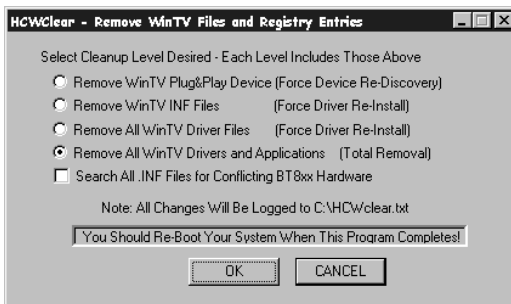 HCWClear - Remove WinTV Files and Registry Entries
Select Cleanup Level Desired - Each Level Includes Those Above
Remove WinTV Plug&Play Device (Force Device Re-Discovery)
Remove WinTV INF Files (Force Driver Re-Install)
Remove All WinTV Driver Files (Force Driver Re-Install)
Remove All WinTV Drivers and Applications (Total Removal)
Search All .INF Files for Conflicting BT8xx Hardware
Note: All Changes Will Be Logged to C:\HCWclear.txt
You Should Re-Boot Your System When This Program Completes!
OK CANCEL